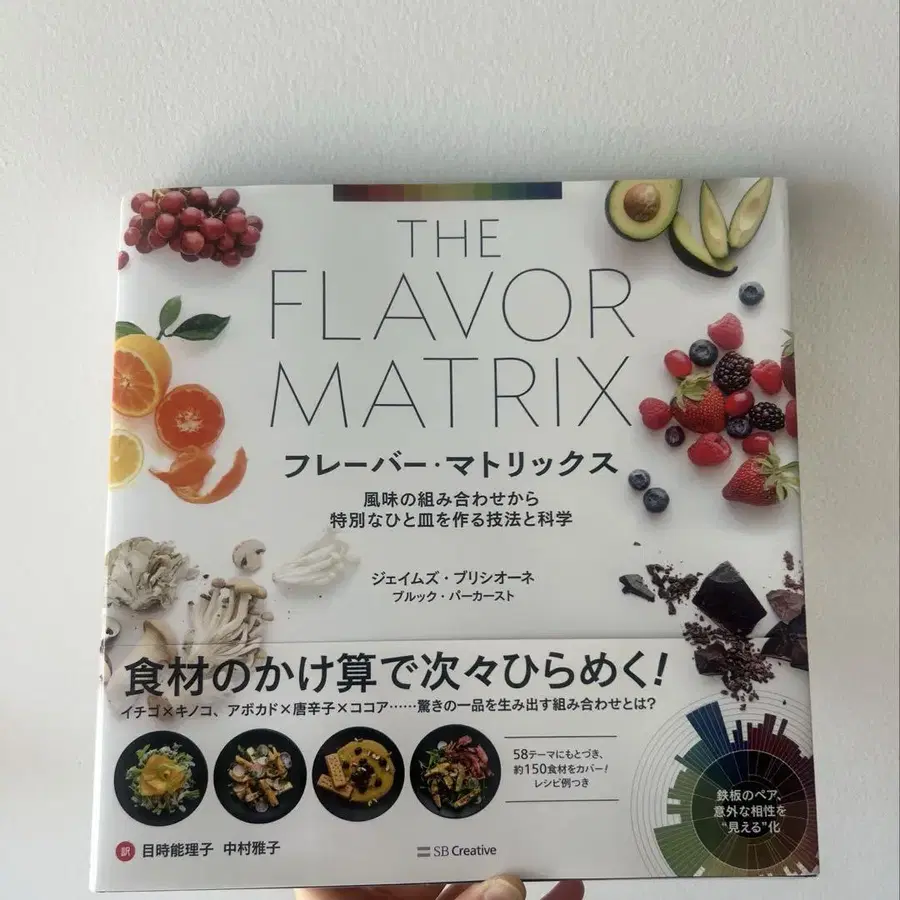 THE
FLAVOR
MATRIX
フレーバー・マトリックス
風味の組み合わせから
特別なひと皿を作る技法と科学
ジェイムズ・ブリシオーネ
ブルック・パーカースト
食材のかけ算で次々ひらめく!
イチゴ×キノコ、アボカド×唐辛子×ココア……驚きの一品を生み出す組み合わせとは?
58テーマにもとづき、
約150食材をカバー!
レシピ例つき
鉄板のペア、
意外な相性を
“見える”化
訳 目時能理子 中村雅子
SB Creative